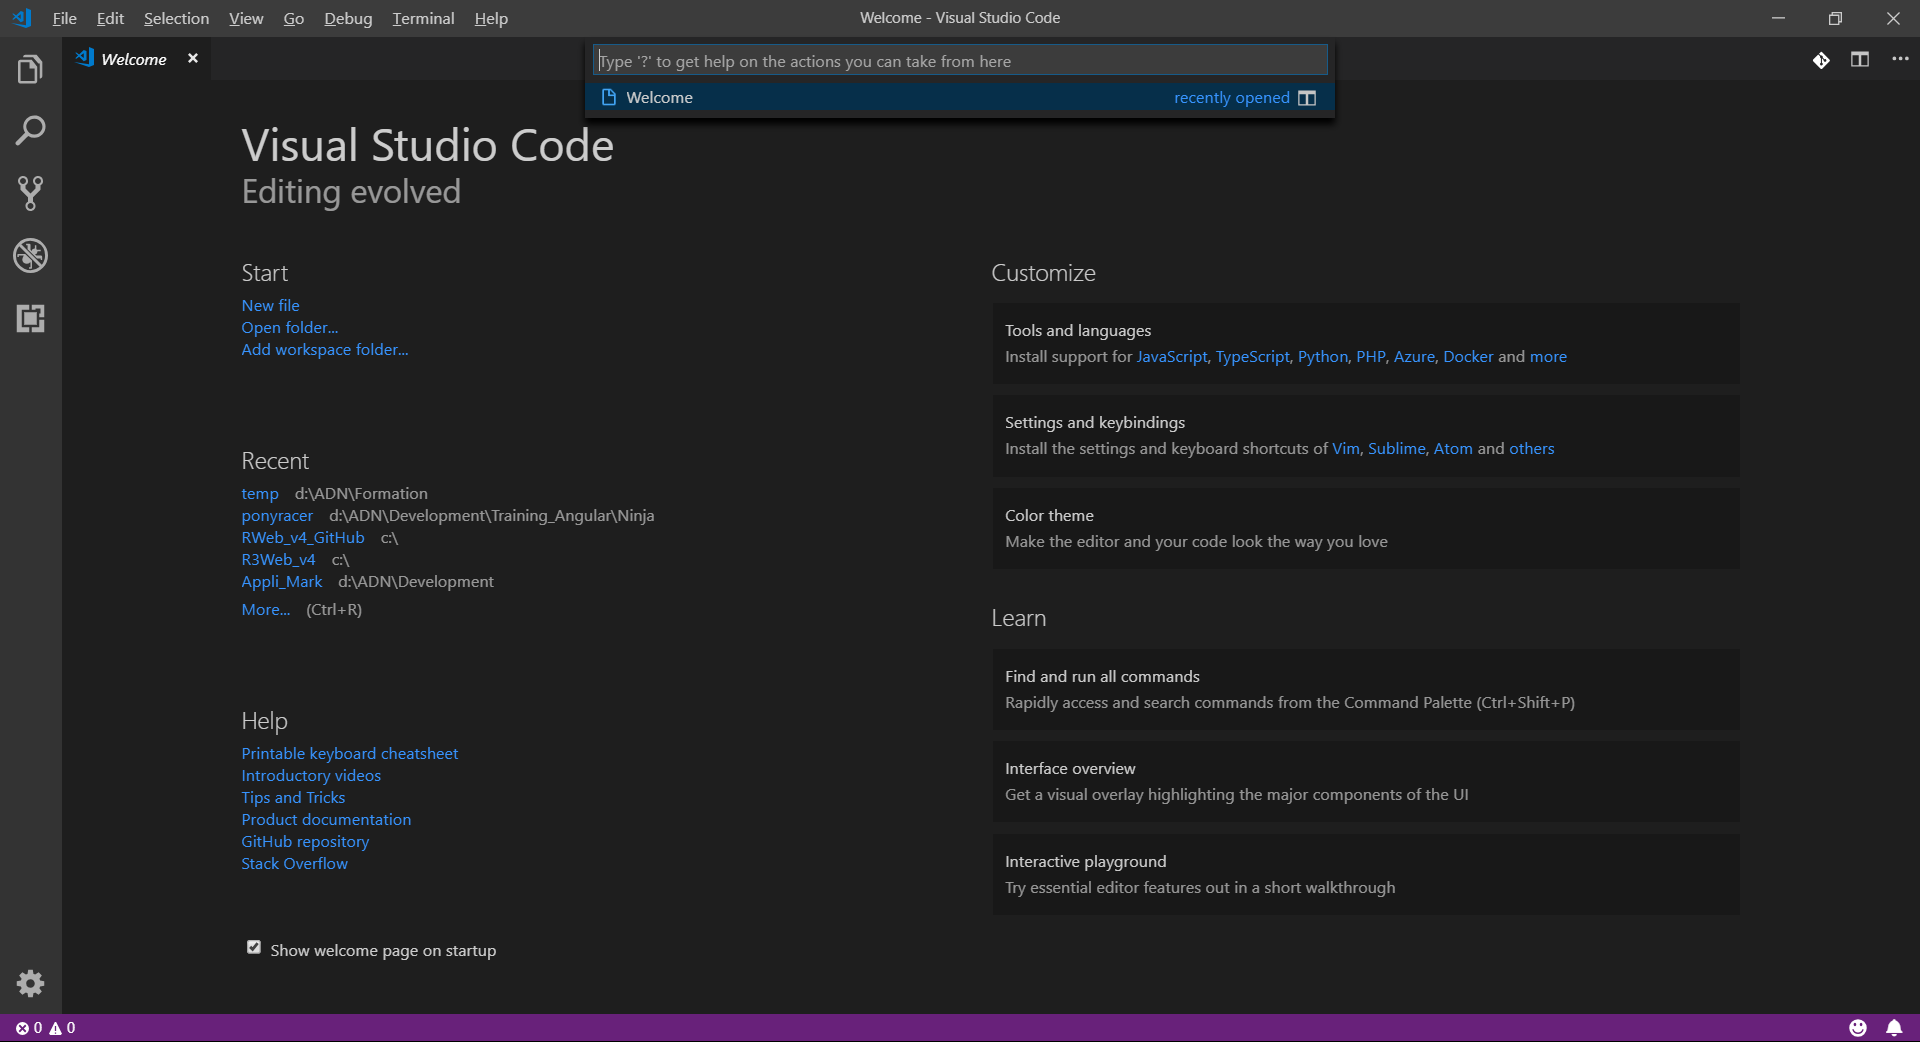 File Edit Selection View Go Debug Terminal Help
Welcome - Visual Studio Code
Welcome
Type '?' to get help on the actions you can take from here
Welcome recently opened
Visual Studio Code
Editing evolved
Start
New file
Open folder...
Add workspace folder...
Recent
temp d:\ADN\Formation
ponyracer d:\ADN\Development\Training_Angular\Ninja
RWeb_v4_GitHub c:\
R3Web_v4 c:\
Appli_Mark d:\ADN\Development
More... (Ctrl+R)
Help
Printable keyboard cheatsheet
Introductory videos
Tips and Tricks
Product documentation
GitHub repository
Stack Overflow
Show welcome page on startup
Customize
Tools and languages
Install support for JavaScript, TypeScript, Python, PHP, Azure, Docker and more
Settings and keybindings
Install the settings and keyboard shortcuts of Vim, Sublime, Atom and others
Color theme
Make the editor and your code look the way you love
Learn
Find and run all commands
Rapidly access and search commands from the Command Palette (Ctrl+Shift+P)
Interface overview
Get a visual overlay highlighting the major components of the UI
Interactive playground
Try essential editor features out in a short walkthrough
0 0